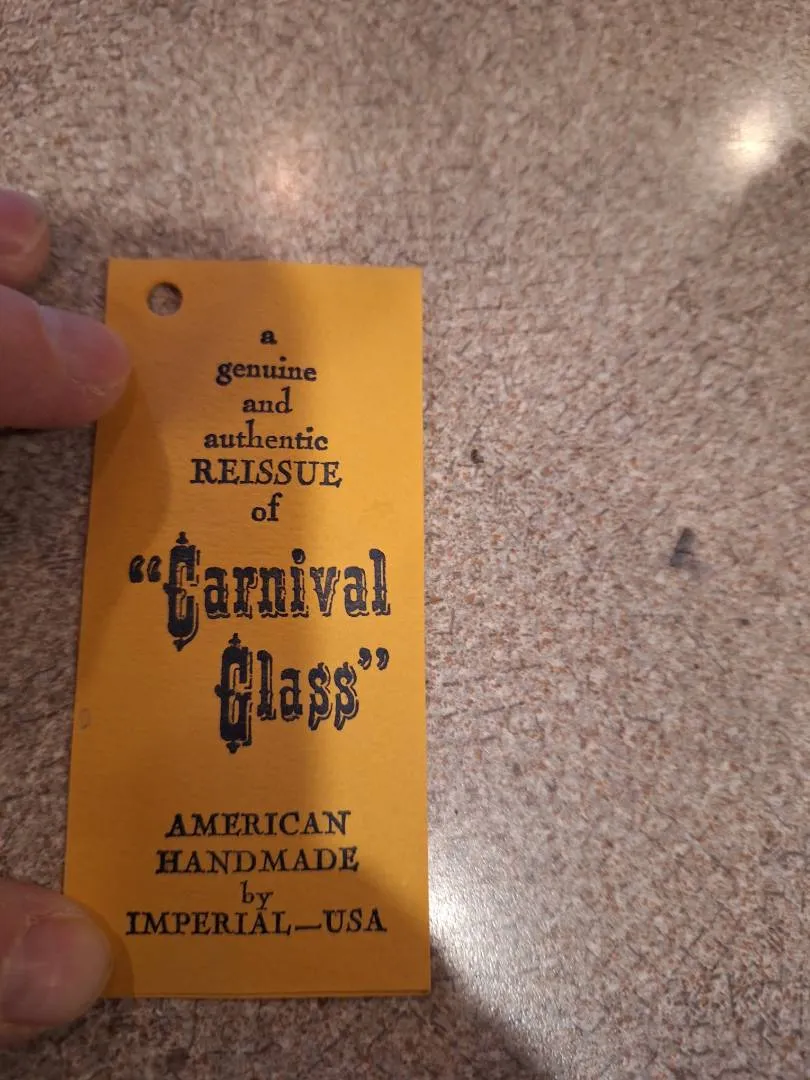 a
genuine
and
authentic
REISSUE
of
“Carnival
Glass”
AMERICAN
HANDMADE
by
IMPERIAL—USA